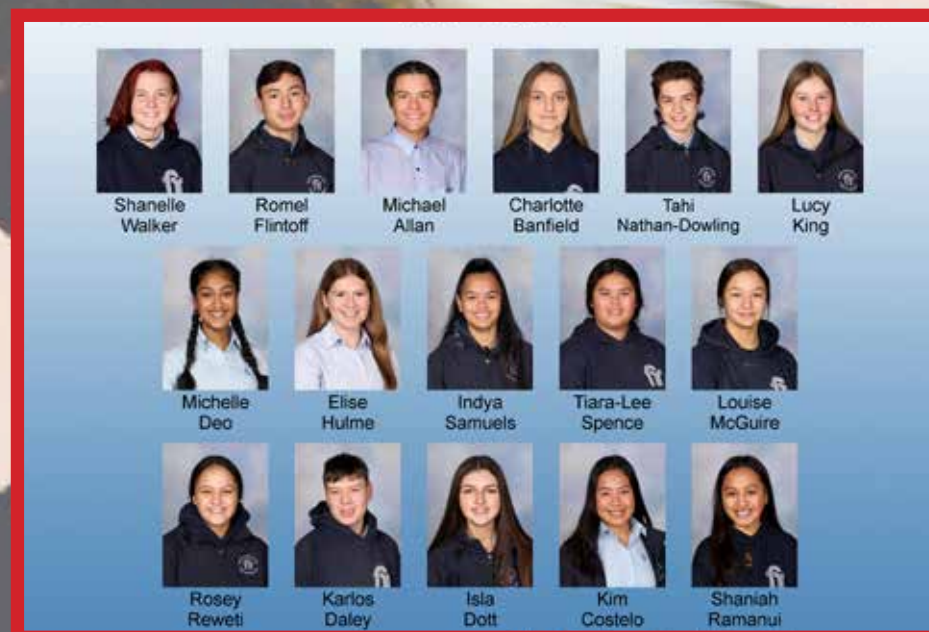 Shanelle Walker
Romel Flintoff
Michael Allan
Charlotte Banfield
Tahi Nathan-Dowling
Lucy King
Michelle Deo
Elise Hulme
Indya Samuels
Tiara-Lee Spence
Louise McGuire
Rosey Reweti
Karlos Daley
Isla Dott
Kim Costelo
Shaniah Ramanui